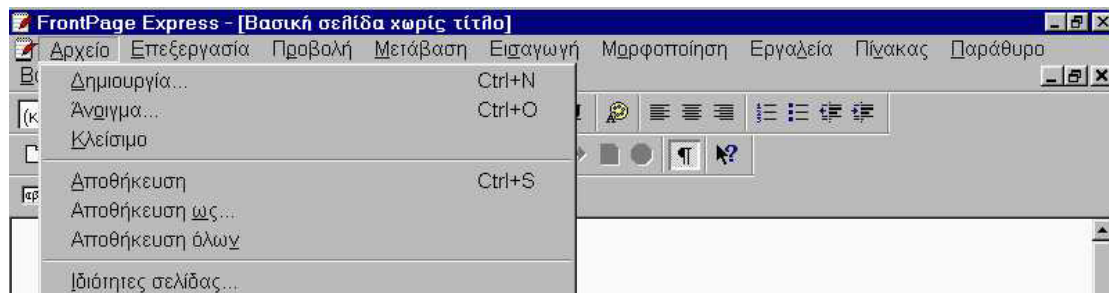 FrontPage Express - [Βασική σελίδα χωρίς τίτλο]
Αρχείο Επεξεργασία Προβολή Μετάβαση Εισαγωγή Μορφοποίηση Εργαλεία Πίνακας Παράθυρο
Δημιουργία... Ctrl+N
Άνοιγμα... Ctrl+O
Κλείσιμο
Αποθήκευση Ctrl+S
Αποθήκευση ως...
Αποθήκευση όλων
Ιδιότητες σελίδας...